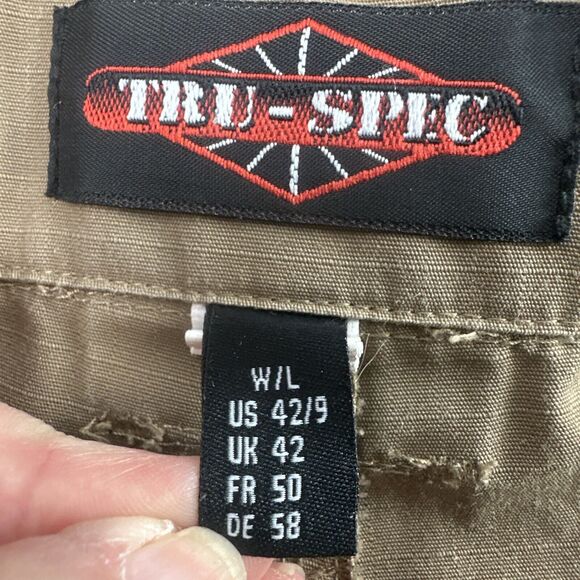 TRU-SPEC
W/L
US 42/9
UK 42
FR 50
DE 58